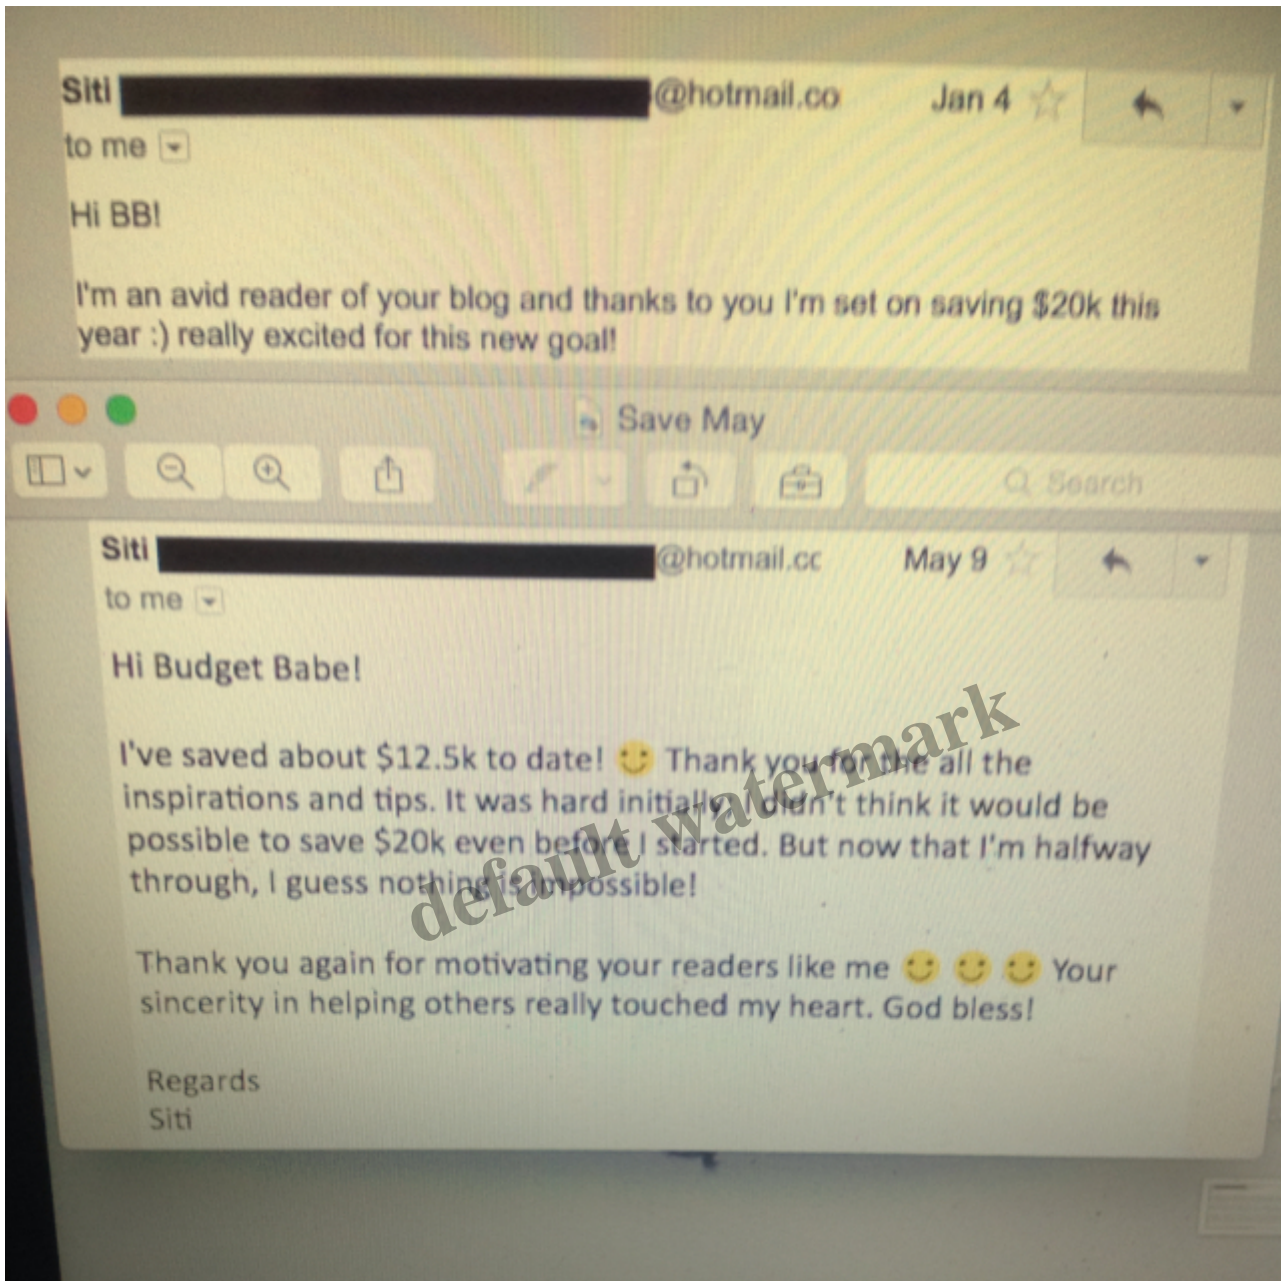 Siti @hotmail.co Jan 4
to me
Hi BB!
I'm an avid reader of your blog and thanks to you I'm set on saving $20k this
year :) really excited for this new goal!
Save May
Search
Siti @hotmail.cc May 9
to me
Hi Budget Babe!
I've saved about $12.5k to date! 🙂 Thank you for the all the
inspirations and tips. It was hard initially, I didn't think it would be
possible to save $20k even before I started. But now that I'm halfway
through, I guess nothing is impossible!
Thank you again for motivating your readers like me 🙂 🙂 🙂 Your
sincerity in helping others really touched my heart. God bless!
Regards
Siti
default watermark